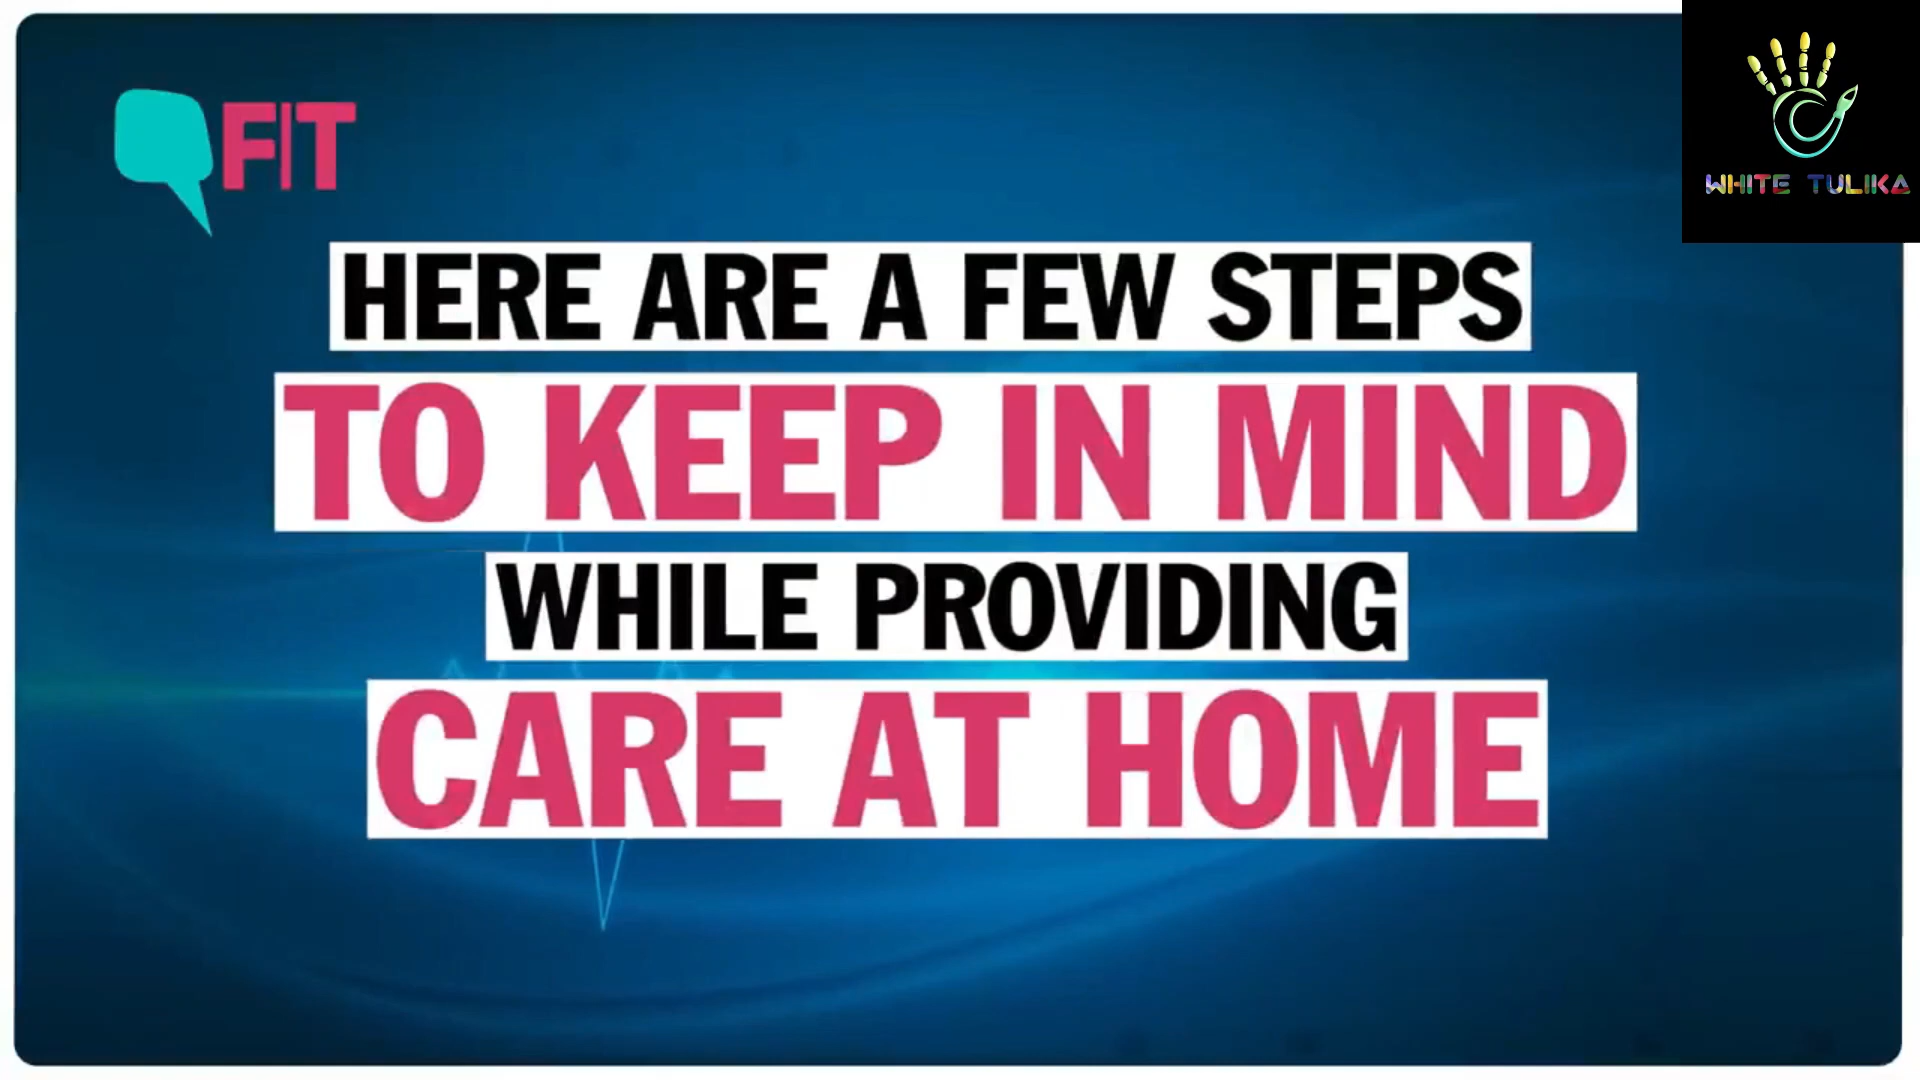 FIT
WHITE TULIKA
HERE ARE A FEW STEPS
TO KEEP IN MIND
WHILE PROVIDING
CARE AT HOME